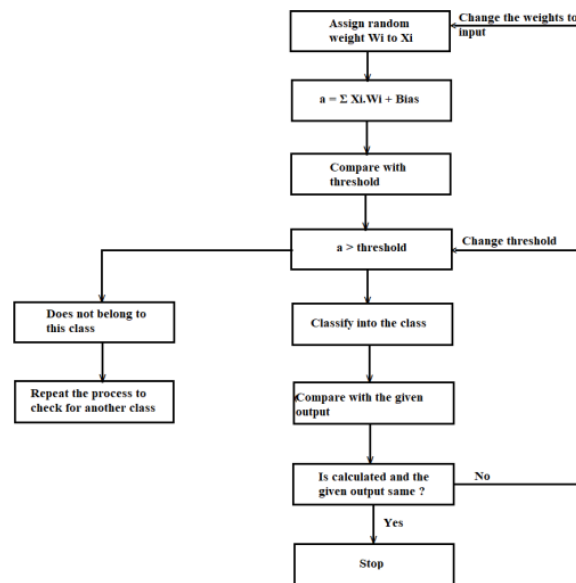 Assign random
weight Wi to Xi
Change the weights to
input
a = Σ Xi.Wi + Bias
Compare with
threshold
a > threshold
Change threshold
Does not belong to
this class
Classify into the class
Repeat the process to
check for another class
Compare with the given
output
Is calculated and the
given output same ?
No
Yes
Stop